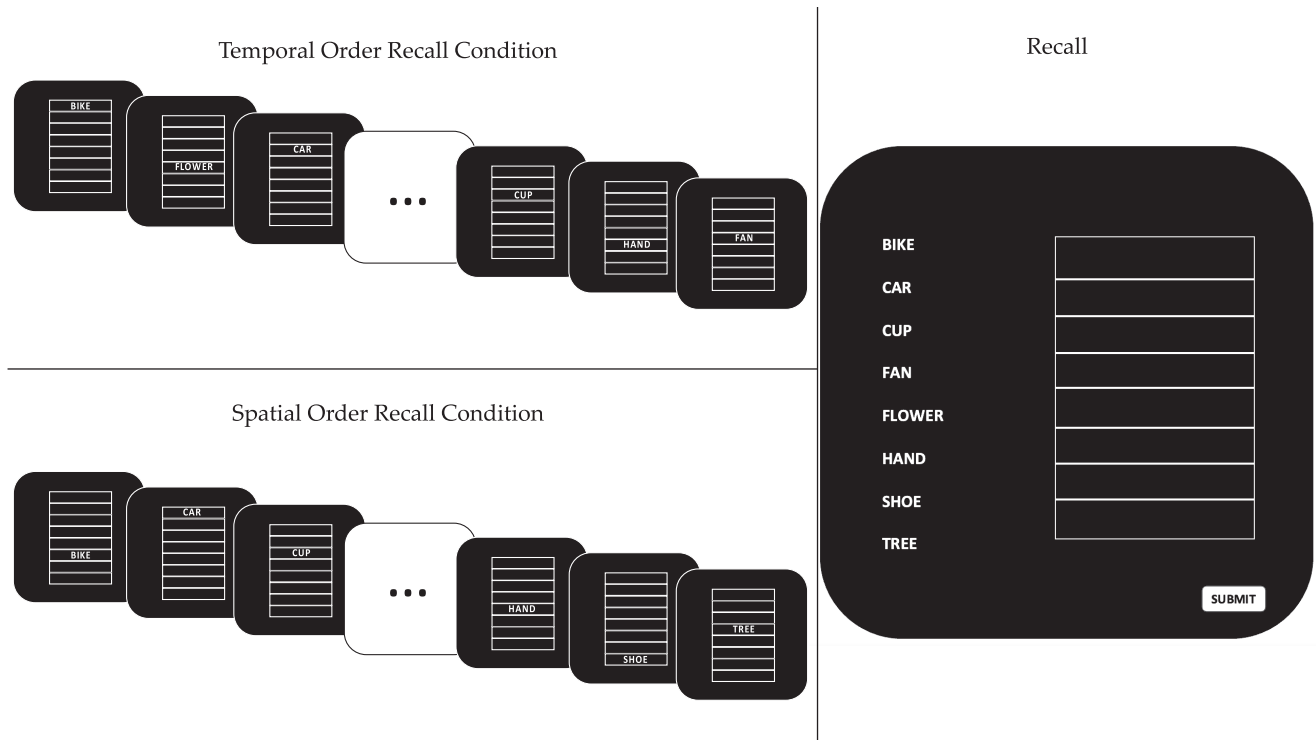 Temporal Order Recall Condition
BIKE
FLOWER
CAR
...
CUP
HAND
FAN
Spatial Order Recall Condition
BIKE
CAR
CUP
...
HAND
SHOE
TREE
Recall
BIKE
CAR
CUP
FAN
FLOWER
HAND
SHOE
TREE
SUBMIT